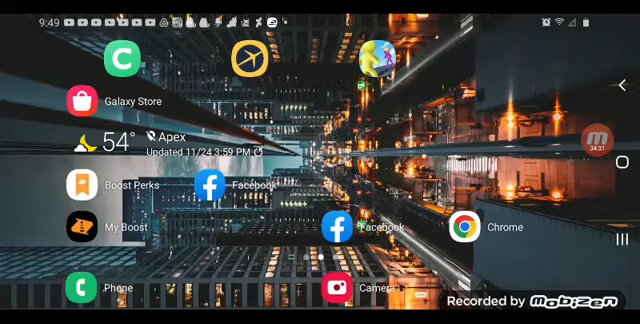 9:49
Galaxy Store
54°
Apex
Updated 11/24 3:59 PM
Boost Perks
Facebook
My Boost
Facebook
Chrome
34:31
Phone
Camera
Recorded by Mobizen